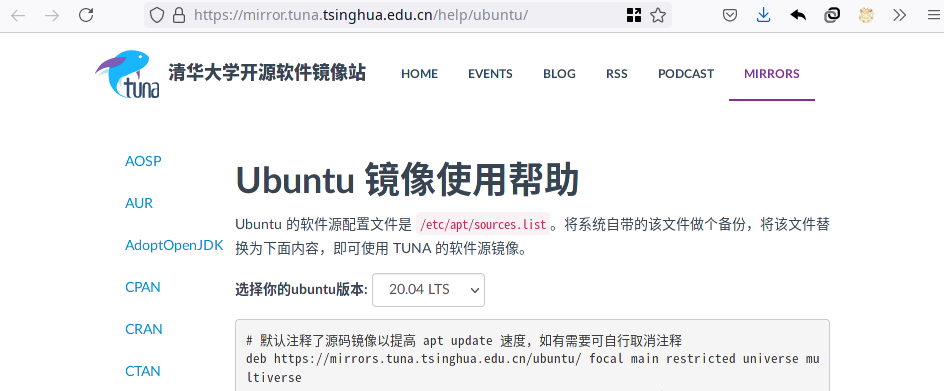 https://mirror.tuna.tsinghua.edu.cn/help/ubuntu/
tuna
清华大学开源软件镜像站
HOME
EVENTS
BLOG
RSS
PODCAST
MIRRORS
AOSP
AUR
AdoptOpenJDK
CPAN
CRAN
CTAN
Ubuntu 镜像使用帮助
Ubuntu 的软件源配置文件是 /etc/apt/sources.list。将系统自带的该文件做个备份，将该文件替
换为下面内容，即可使用 TUNA 的软件源镜像。
选择你的ubuntu版本: 20.04 LTS
# 默认注释了源码镜像以提高 apt update 速度，如有需要可自行取消注释
deb https://mirrors.tuna.tsinghua.edu.cn/ubuntu/ focal main restricted universe mu
ltiverse